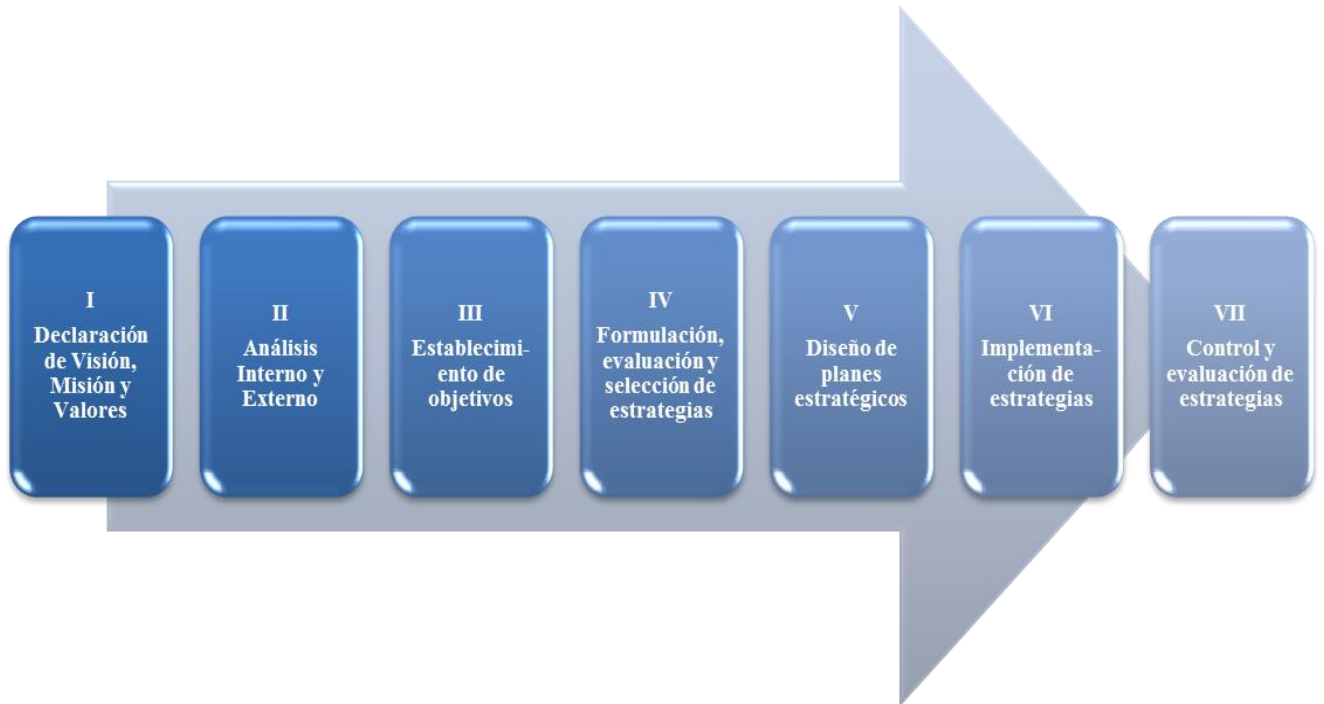 I
Declaración
de Visión,
Misión y
Valores
II
Análisis
Interno y
Externo
III
Establecimi-
ento de
objetivos
IV
Formulación,
evaluación y
selección de
estrategias
V
Diseño de
planes
estratégicos
VI
Implementa-
ción de
estrategias
VII
Control y
evaluación de
estrategias